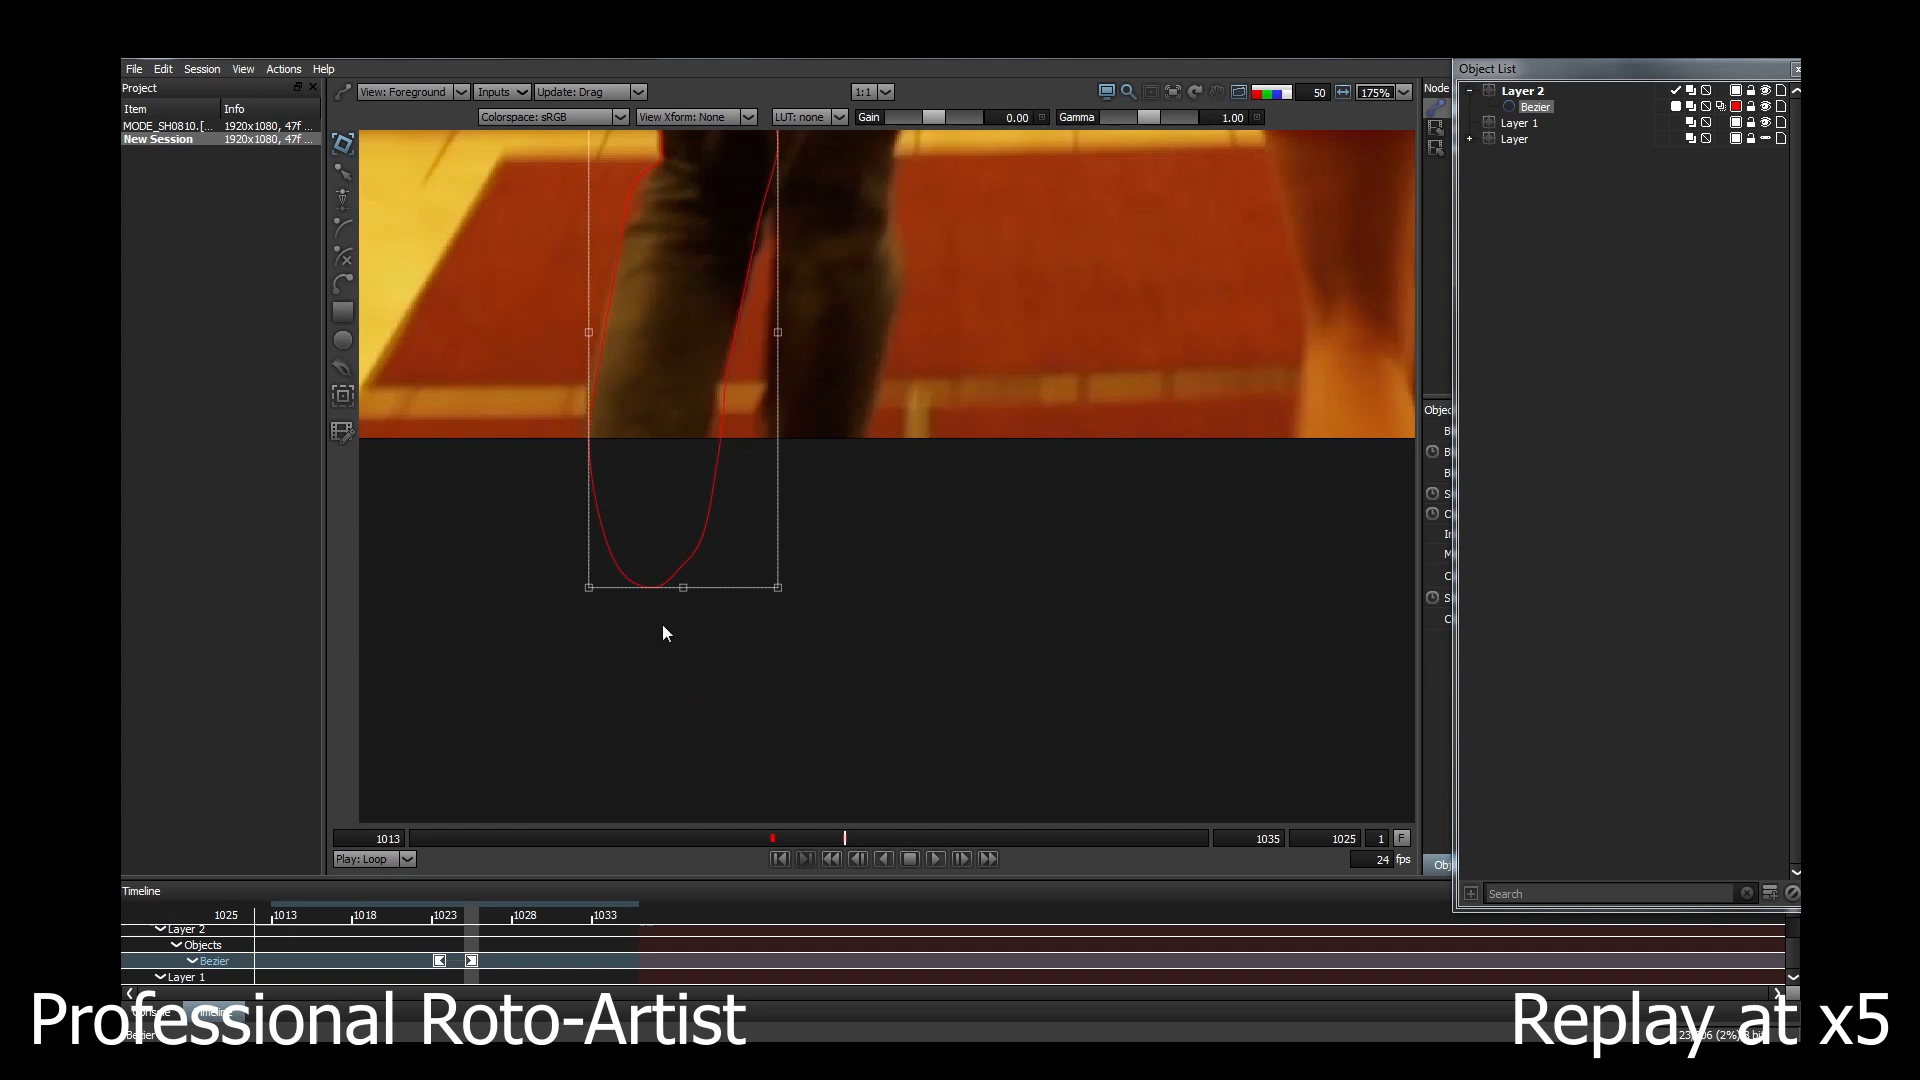 File Edit Session View Actions Help
Object List
Project
View: Foreground Inputs Update: Drag 1:1 50 175% Node
Layer 2
Item Info
Colorspace: sRGB View Xform: None LUT: none Gain 0.00 Gamma 1.00
Bezier
MODE_SH0810.[... 1920x1080, 47f ...
Layer 1
New Session 1920x1080, 47f ...
Layer
Objec
1013 1035 1025 1 F
Play: Loop 24 fps
Obj
Timeline
Search
1025 1013 1018 1023 1028 1033
Layer 2
Objects
Bezier
Layer 1
Professional Roto-Artist
Replay at x5